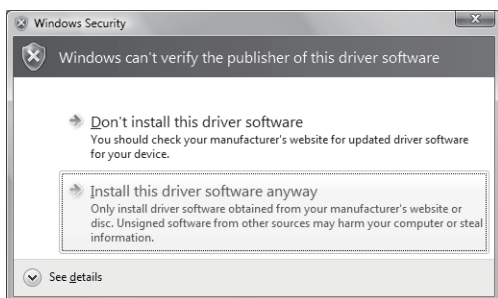 Windows Security
Windows can't verify the publisher of this driver software
Don't install this driver software
You should check your manufacturer's website for updated driver software
for your device.
Install this driver software anyway
Only install driver software obtained from your manufacturer's website or
disc. Unsigned software from other sources may harm your computer or steal
information.
See details